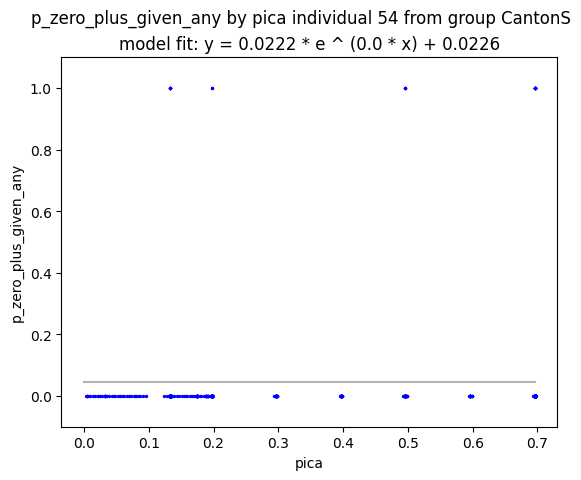 p_zero_plus_given_any by pica individual 54 from group CantonS
model fit: y = 0.0222 * e ^ (0.0 * x) + 0.0226
1.0
0.8
0.6
0.4
0.2
0.0
p_zero_plus_given_any
0.0 0.1 0.2 0.3 0.4 0.5 0.6 0.7
pica